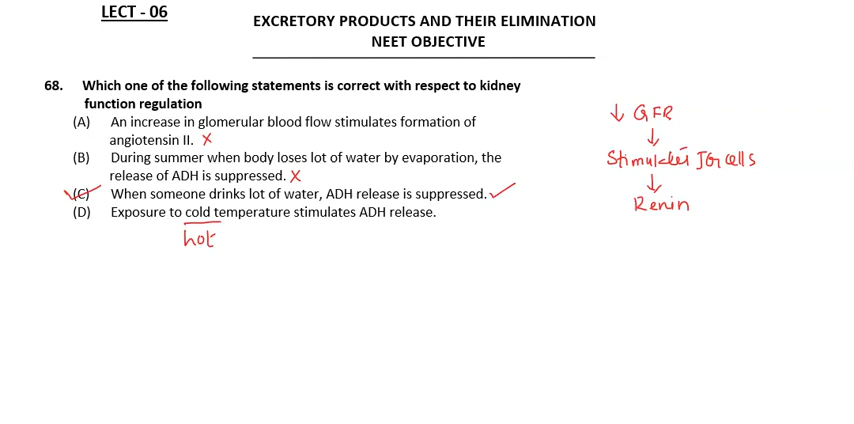 LECT - 06
EXCRETORY PRODUCTS AND THEIR ELIMINATION
NEET OBJECTIVE
68. Which one of the following statements is correct with respect to kidney
function regulation
(A) An increase in glomerular blood flow stimulates formation of
angiotensin II. X
(B) During summer when body loses lot of water by evaporation, the
release of ADH is suppressed. X
(C) When someone drinks lot of water, ADH release is suppressed. ✓
(D) Exposure to cold temperature stimulates ADH release.
hot
↓ GFR
↓
Stimulates JG cells
↓
Renin